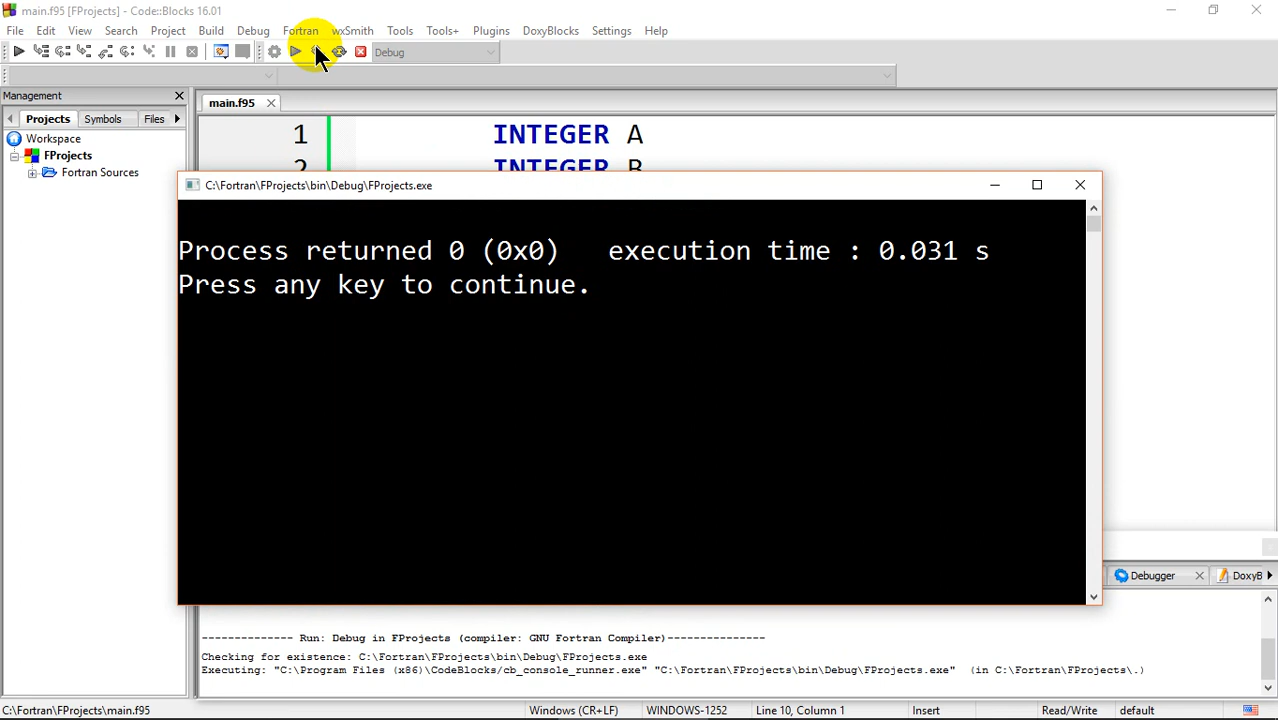 main.f95 [FProjects] - Code::Blocks 16.01
File Edit View Search Project Build Debug Fortran wxSmith Tools Tools+ Plugins DoxyBlocks Settings Help
Debug
Management
main.f95
Projects Symbols Files
Workspace
FProjects
Fortran Sources
1 INTEGER A
2 INTEGER B
C:\Fortran\FProjects\bin\Debug\FProjects.exe
Process returned 0 (0x0) execution time : 0.031 s
Press any key to continue.
Debugger DoxyB
-------------- Run: Debug in FProjects (compiler: GNU Fortran Compiler)---------------
Checking for existence: C:\Fortran\FProjects\bin\Debug\FProjects.exe
Executing: "C:\Program Files (x86)\CodeBlocks/cb_console_runner.exe" "C:\Fortran\FProjects\bin\Debug\FProjects.exe" (in C:\Fortran\FProjects\.)
C:\Fortran\FProjects\main.f95 Windows (CR+LF) WINDOWS-1252 Line 10, Column 1 Insert Read/Write default